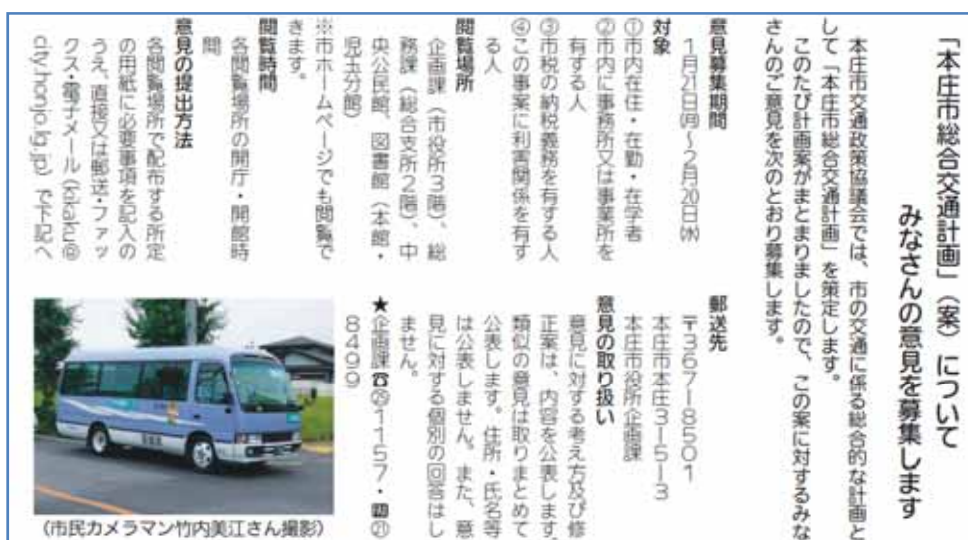 「本庄市総合交通計画」（案）について
みなさんの意見を募集します
本庄市交通政策協議会では、市の交通に係る総合的な計画と
して「本庄市総合交通計画」を策定します。
このたび計画案がまとまりましたので、この案に対するみな
さんのご意見を次のとおり募集します。
意見募集期間
1月21日㈪～2月20日㈬
対象
①市内在住・在勤・在学者
②市内に事務所又は事業所を
有する人
③市税の納税義務を有する人
④この事案に利害関係を有す
る人
閲覧場所
企画課（市役所3階）、総
務課（総合支所2階）、中
央公民館、図書館（本館・
児玉分館）
※市ホームページでも閲覧で
きます。
閲覧時間
各閲覧場所の開庁・開館時
間
意見の提出方法
各閲覧場所で配布する所定
の用紙に必要事項を記入の
うえ、直接又は郵送・ファッ
クス・電子メール（kikaku@
city.honjo.lg.jp）で下記へ
郵送先
〒367―8501
本庄市本庄3―5―3
本庄市役所企画課
意見の取り扱い
意見に対する考え方及び修
正案は、内容を公表します。
類似の意見は取りまとめて
公表します。住所・氏名等
は公表しません。また、意
見に対する個別の回答はし
ません。
★企画課☎㉕1157・㉑
8499
（市民カメラマン竹内美江さん撮影）